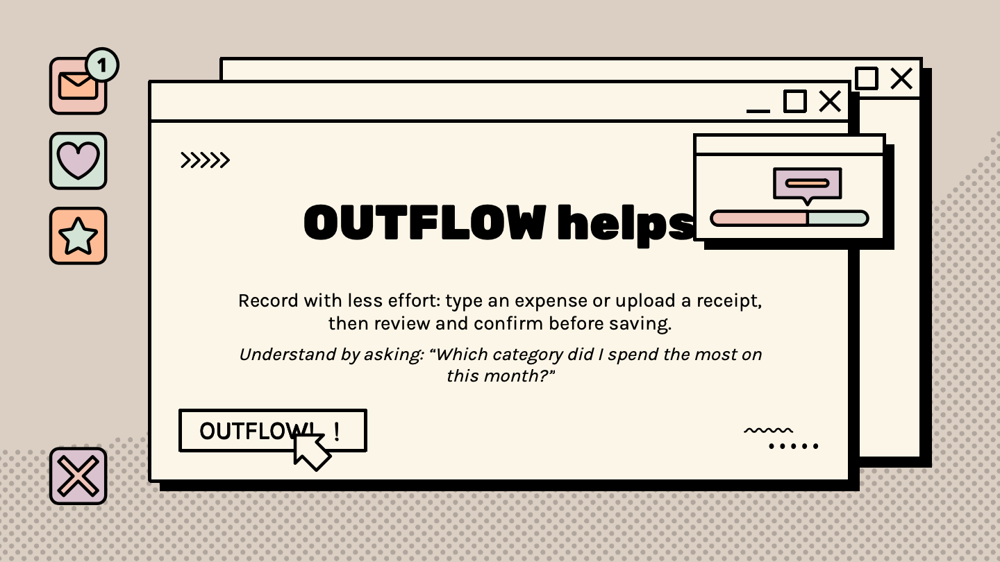 1
OUTFLOW helps
Record with less effort: type an expense or upload a receipt,
then review and confirm before saving.
Understand by asking: “Which category did I spend the most on
this month?”
OUTFLOW! !